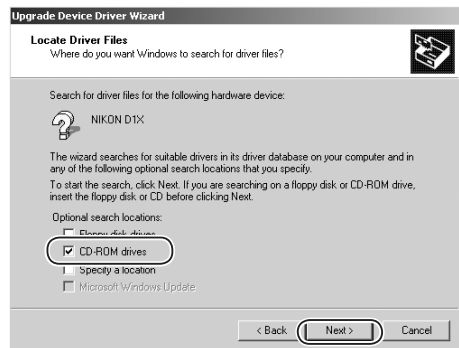 Upgrade Device Driver Wizard
Locate Driver Files
Where do you want Windows to search for driver files?
Search for driver files for the following hardware device:
NIKON D1X
The wizard searches for suitable drivers in its driver database on your computer and in
any of the following optional search locations that you specify.
To start the search, click Next. If you are searching on a floppy disk or CD-ROM drive,
insert the floppy disk or CD before clicking Next.
Optional search locations:
Floppy disk drives
CD-ROM drives
Specify a location
Microsoft Windows Update
< Back
Next >
Cancel